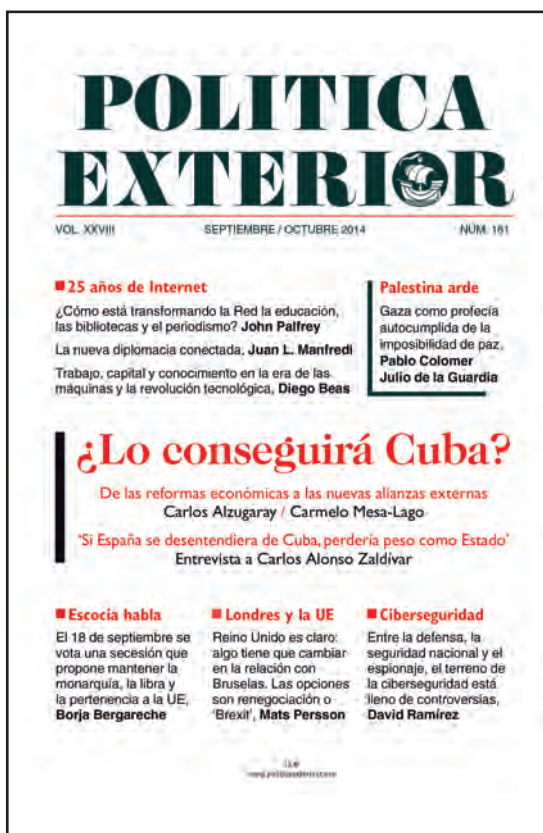 POLITICA
EXTERIOR
VOL. XXVIII SEPTIEMBRE / OCTUBRE 2014 NÚM. 161
25 años de Internet
¿Cómo está transformando la Red la educación,
las bibliotecas y el periodismo? John Palfrey
La nueva diplomacia conectada, Juan L. Manfredi
Trabajo, capital y conocimiento en la era de las
máquinas y la revolución tecnológica, Diego Beas
Palestina arde
Gaza como profecía
autocumplida de la
imposibilidad de paz,
Pablo Colomer
Julio de la Guardia
¿Lo conseguirá Cuba?
De las reformas económicas a las nuevas alianzas externas
Carlos Alzugaray / Carmelo Mesa-Lago
‘Si España se desentendiera de Cuba, perdería peso como Estado’
Entrevista a Carlos Alonso Zaldívar
Escocia habla
El 18 de septiembre se
vota una secesión que
propone mantener la
monarquía, la libra y
la pertenencia a la UE,
Borja Bergareche
Londres y la UE
Reino Unido es claro:
algo tiene que cambiar
en la relación con
Bruselas. Las opciones
son renegociación o
‘Brexit’, Mats Persson
Ciberseguridad
Entre la defensa, la
seguridad nacional y el
espionaje, el terreno de
la ciberseguridad está
lleno de controversias,
David Ramírez